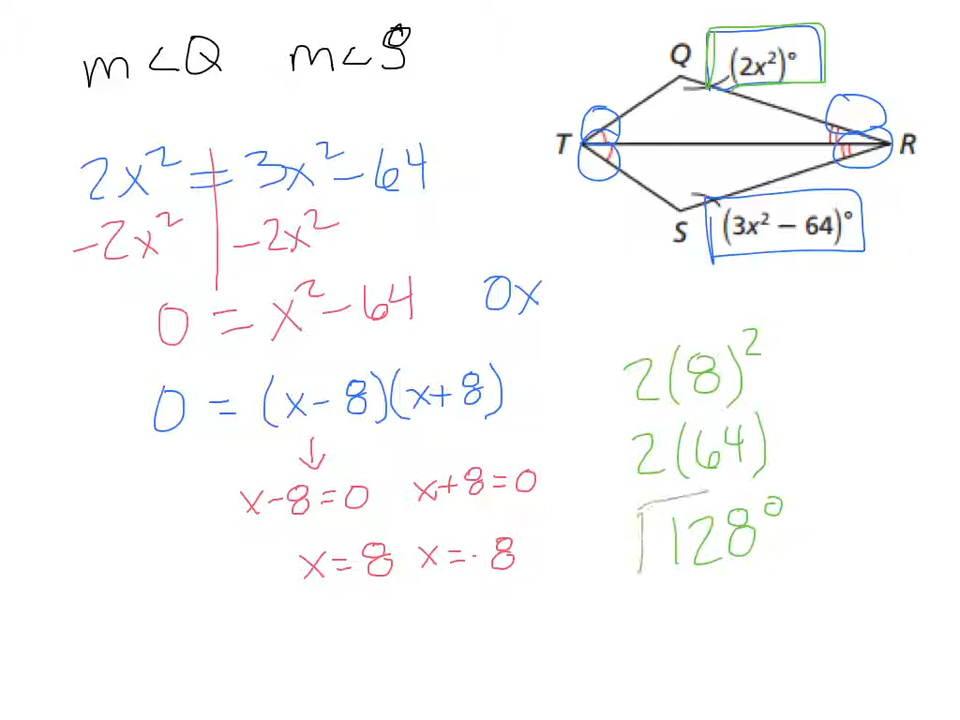 m<Q m<S
2x² = 3x² - 64
-2x² -2x²
0 = x² - 64 0x
0 = (x - 8)(x + 8)
x - 8 = 0 x + 8 = 0
x = 8 x = -8
Q (2x²)°
T R
S (3x² − 64)°
2(8)²
2(64)
128°